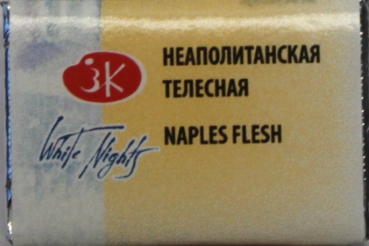 ЗК
НЕАПОЛИТАНСКАЯ
ТЕЛЕСНАЯ
White Nights
NAPLES FLESH